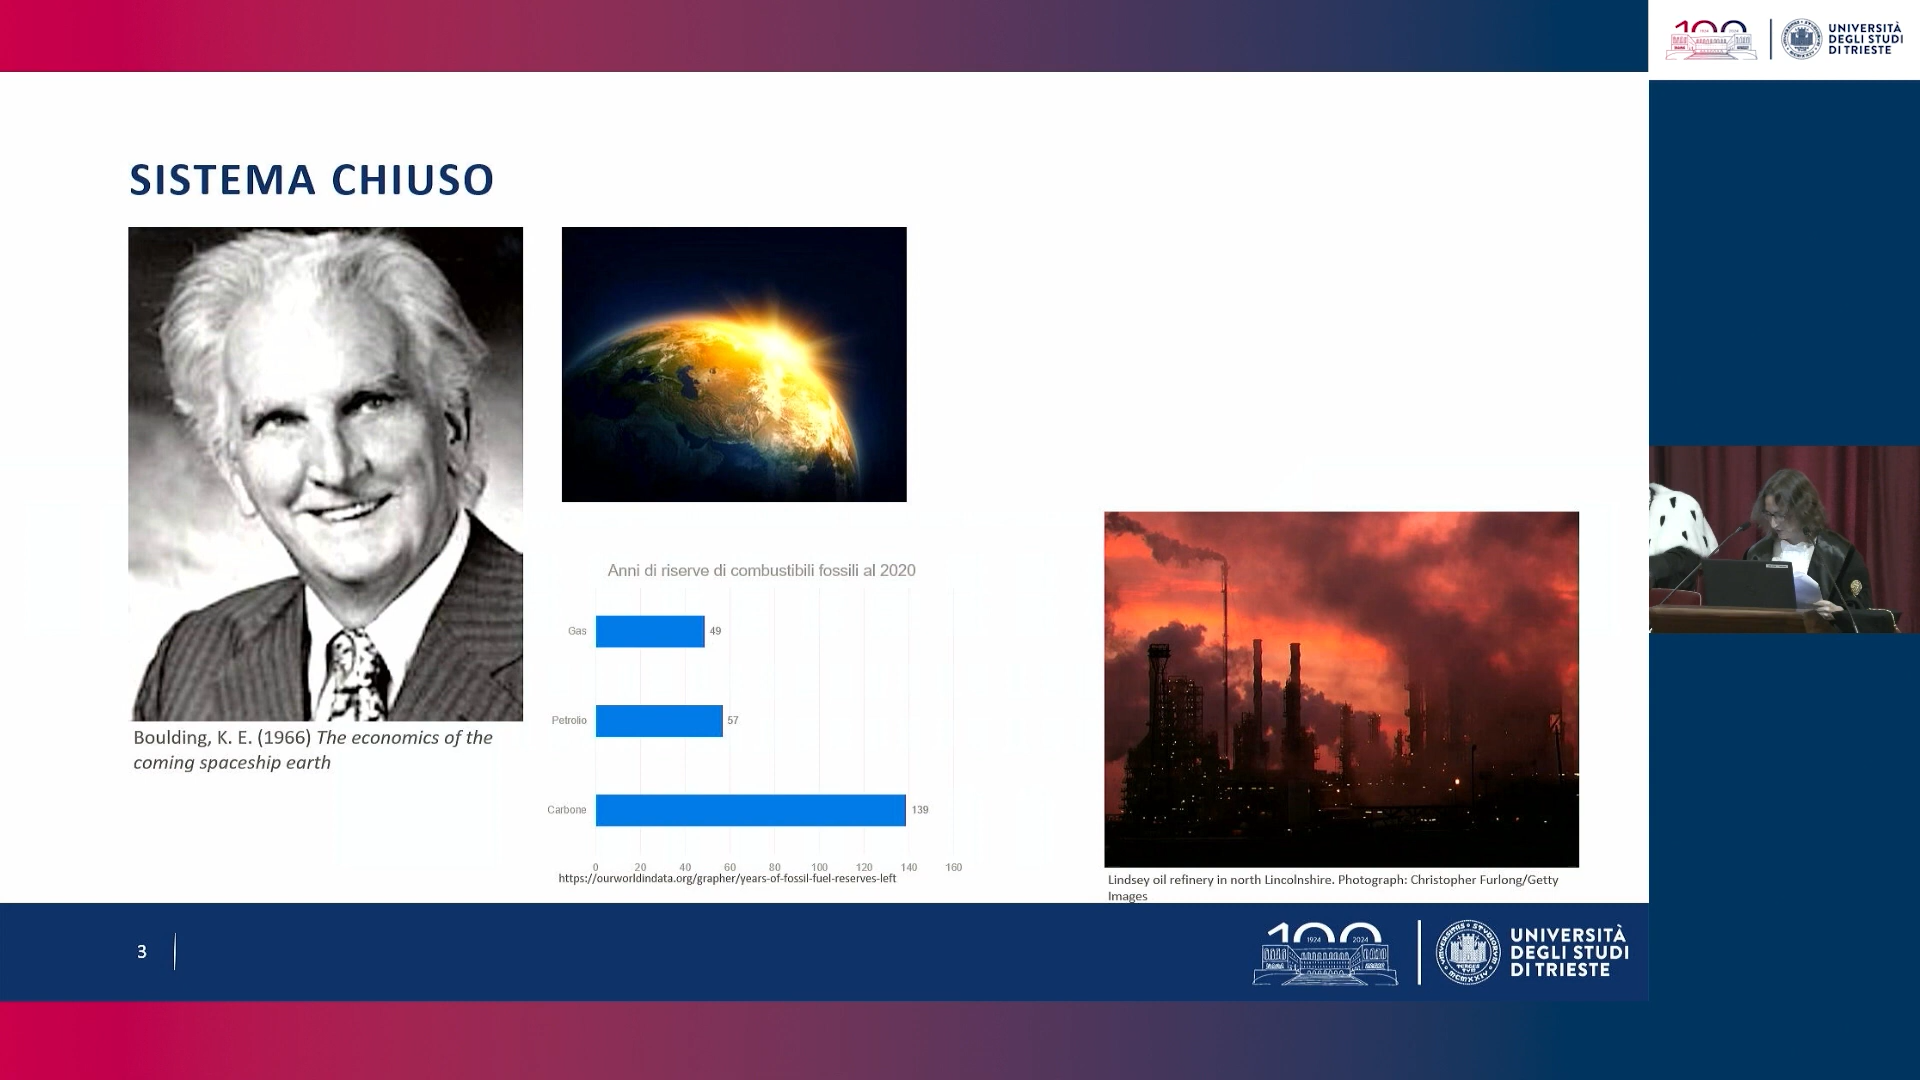 UNIVERSITÀ
DEGLI STUDI
DI TRIESTE
SISTEMA CHIUSO
Boulding, K. E. (1966) The economics of the
coming spaceship earth
Anni di riserve di combustibili fossili al 2020
Gas 49
Petrolio 57
Carbone 139
0 20 40 60 80 100 120 140 160
https://ourworldindata.org/grapher/years-of-fossil-fuel-reserves-left
Lindsey oil refinery in north Lincolnshire. Photograph: Christopher Furlong/Getty
Images
3
100
1924 2024
UNIVERSITÀ
DEGLI STUDI
DI TRIESTE